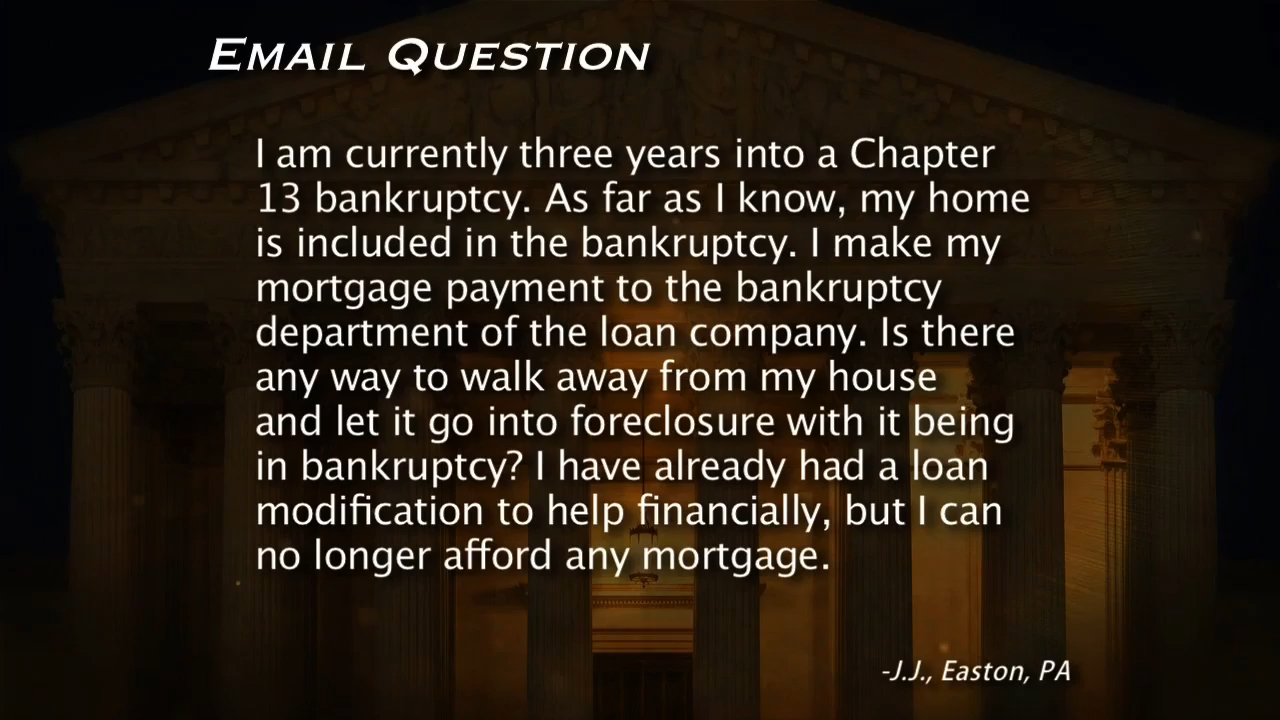 Email Question
I am currently three years into a Chapter
13 bankruptcy. As far as I know, my home
is included in the bankruptcy. I make my
mortgage payment to the bankruptcy
department of the loan company. Is there
any way to walk away from my house
and let it go into foreclosure with it being
in bankruptcy? I have already had a loan
modification to help financially, but I can
no longer afford any mortgage.
-J.J., Easton, PA